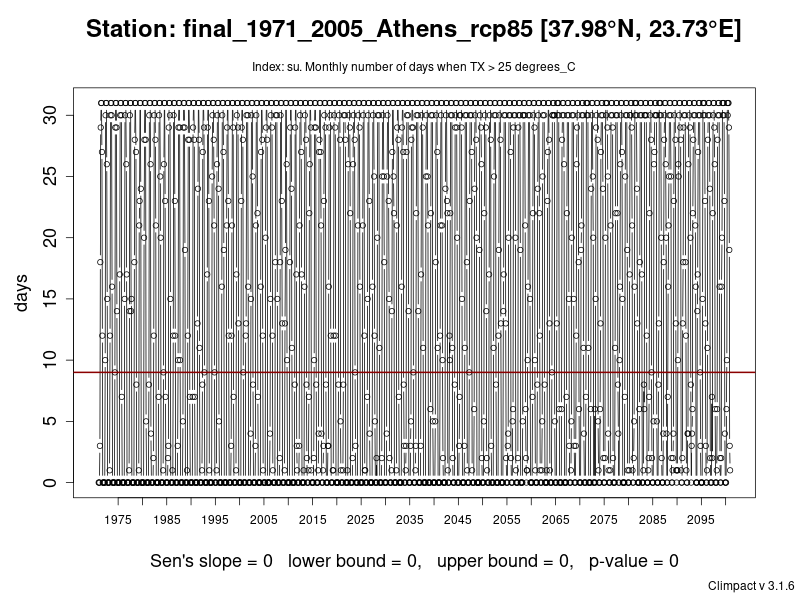 Station: final_1971_2005_Athens_rcp85 [37.98°N, 23.73°E]
Index: su. Monthly number of days when TX > 25 degrees_C
days
30
25
20
15
10
5
0
1975 1985 1995 2005 2015 2025 2035 2045 2055 2065 2075 2085 2095
Sen's slope = 0 lower bound = 0, upper bound = 0, p-value = 0
Climpact v 3.1.6